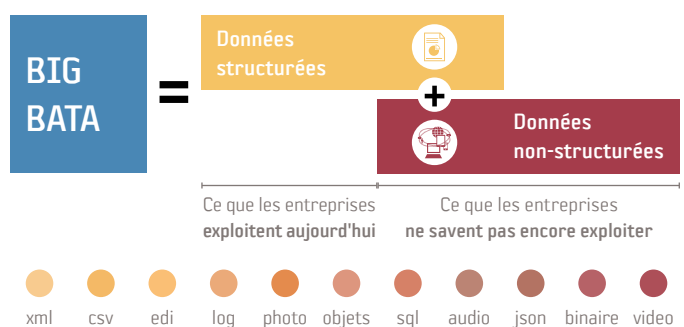 BIG
BATA
=
Données
structurées
+
Données
non-structurées
Ce que les entreprises
exploitent aujourd'hui
Ce que les entreprises
ne savent pas encore exploiter
xml csv edi log photo objets sql audio json binaire video